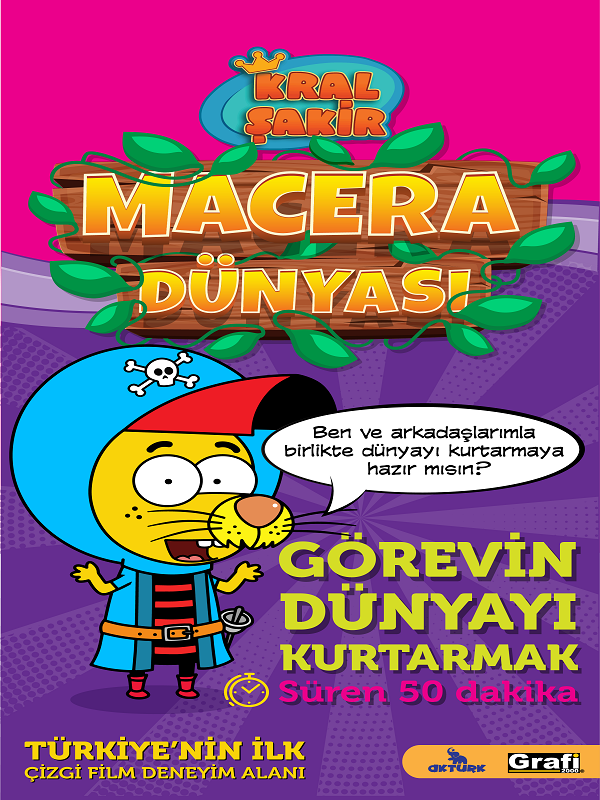 KRAL
ŞAKİR
MACERA
DÜNYASI
Ben ve arkadaşlarımla
birlikte dünyayı kurtarmaya
hazır mısın?
GÖREVİN
DÜNYAYI
KURTARMAK
Süren 50 dakika
TÜRKİYE'NİN İLK
ÇİZGİ FİLM DENEYİM ALANI
AKTÜRK
Grafi
2000